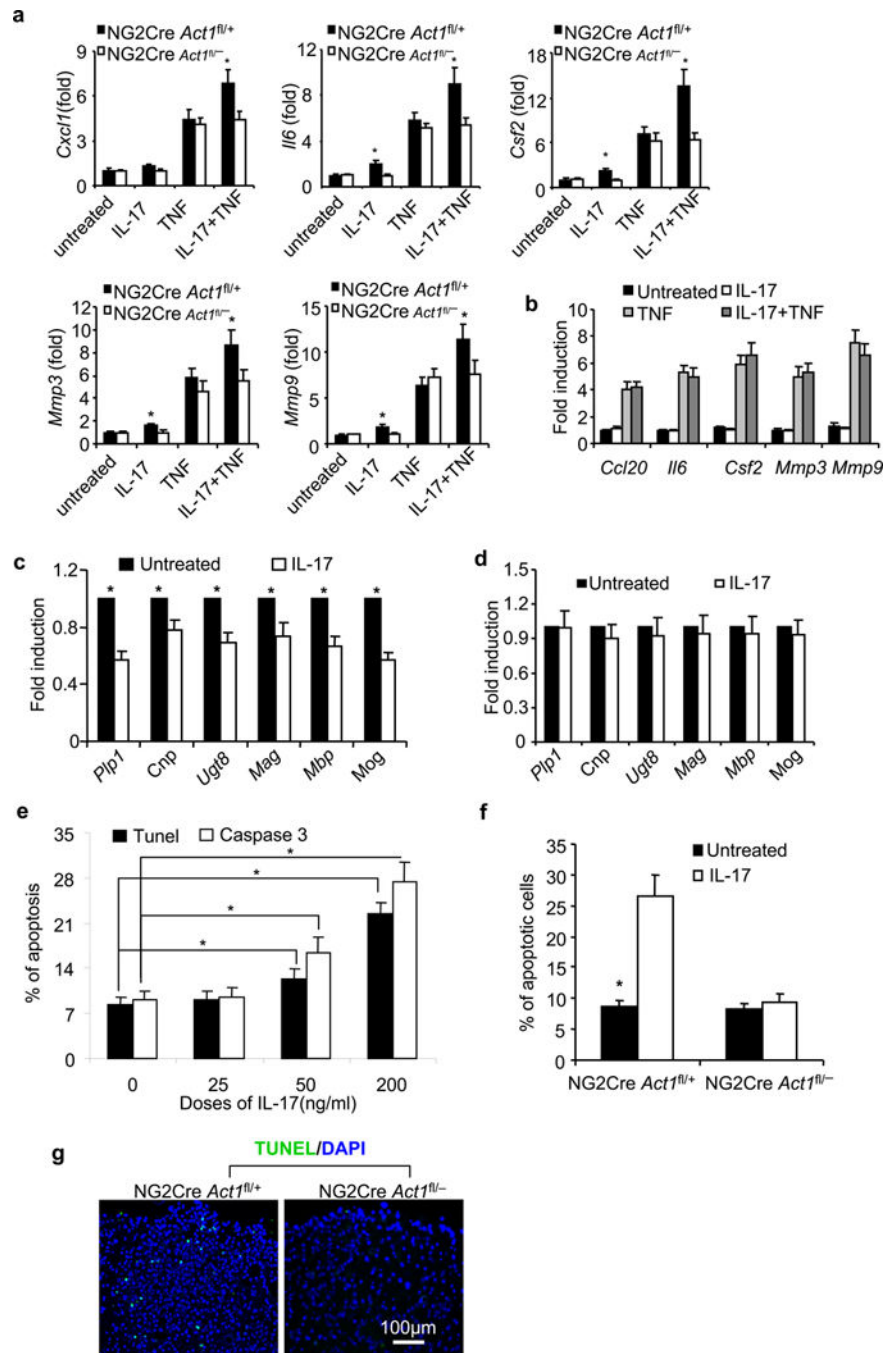 a
NG2Cre Act1fl/+
NG2Cre Act1fl/–
Cxcl1(fold)
9
6
3
0
*
untreated
IL-17
TNF
IL-17+TNF
NG2Cre Act1fl/+
NG2Cre Act1fl/–
Il6 (fold)
12
8
4
0
*
*
untreated
IL-17
TNF
IL-17+TNF
NG2Cre Act1fl/+
NG2Cre Act1fl/–
Csf2 (fold)
18
12
6
0
*
*
untreated
IL-17
TNF
IL-17+TNF
NG2Cre Act1fl/+
NG2Cre Act1fl/–
Mmp3 (fold)
12
10
8
6
4
2
0
*
*
untreated
IL-17
TNF
IL-17+TNF
NG2Cre Act1fl/+
NG2Cre Act1fl/–
Mmp9 (fold)
15
10
5
0
*
*
untreated
IL-17
TNF
IL-17+TNF
b
Untreated IL-17
TNF IL-17+TNF
Fold induction
10
8
6
4
2
0
Ccl20 Il6 Csf2 Mmp3 Mmp9
c
Untreated IL-17
Fold induction
1.2
0.8
0.4
0
* * * * * *
Plp1 Cnp Ugt8 Mag Mbp Mog
d
Untreated IL-17
Fold induction
1.5
1.2
0.9
0.6
0.3
0
Plp1 Cnp Ugt8 Mag Mbp Mog
e
Tunel Caspase 3
% of apoptosis
35
28
21
14
7
0
*
*
*
*
0 25 50 200
Doses of IL-17(ng/ml)
f
Untreated
IL-17
% of apoptotic cells
35
30
25
20
15
10
5
0
*
NG2Cre Act1fl/+ NG2Cre Act1fl/–
g
TUNEL/DAPI
NG2Cre Act1fl/+ NG2Cre Act1fl/–
100µm